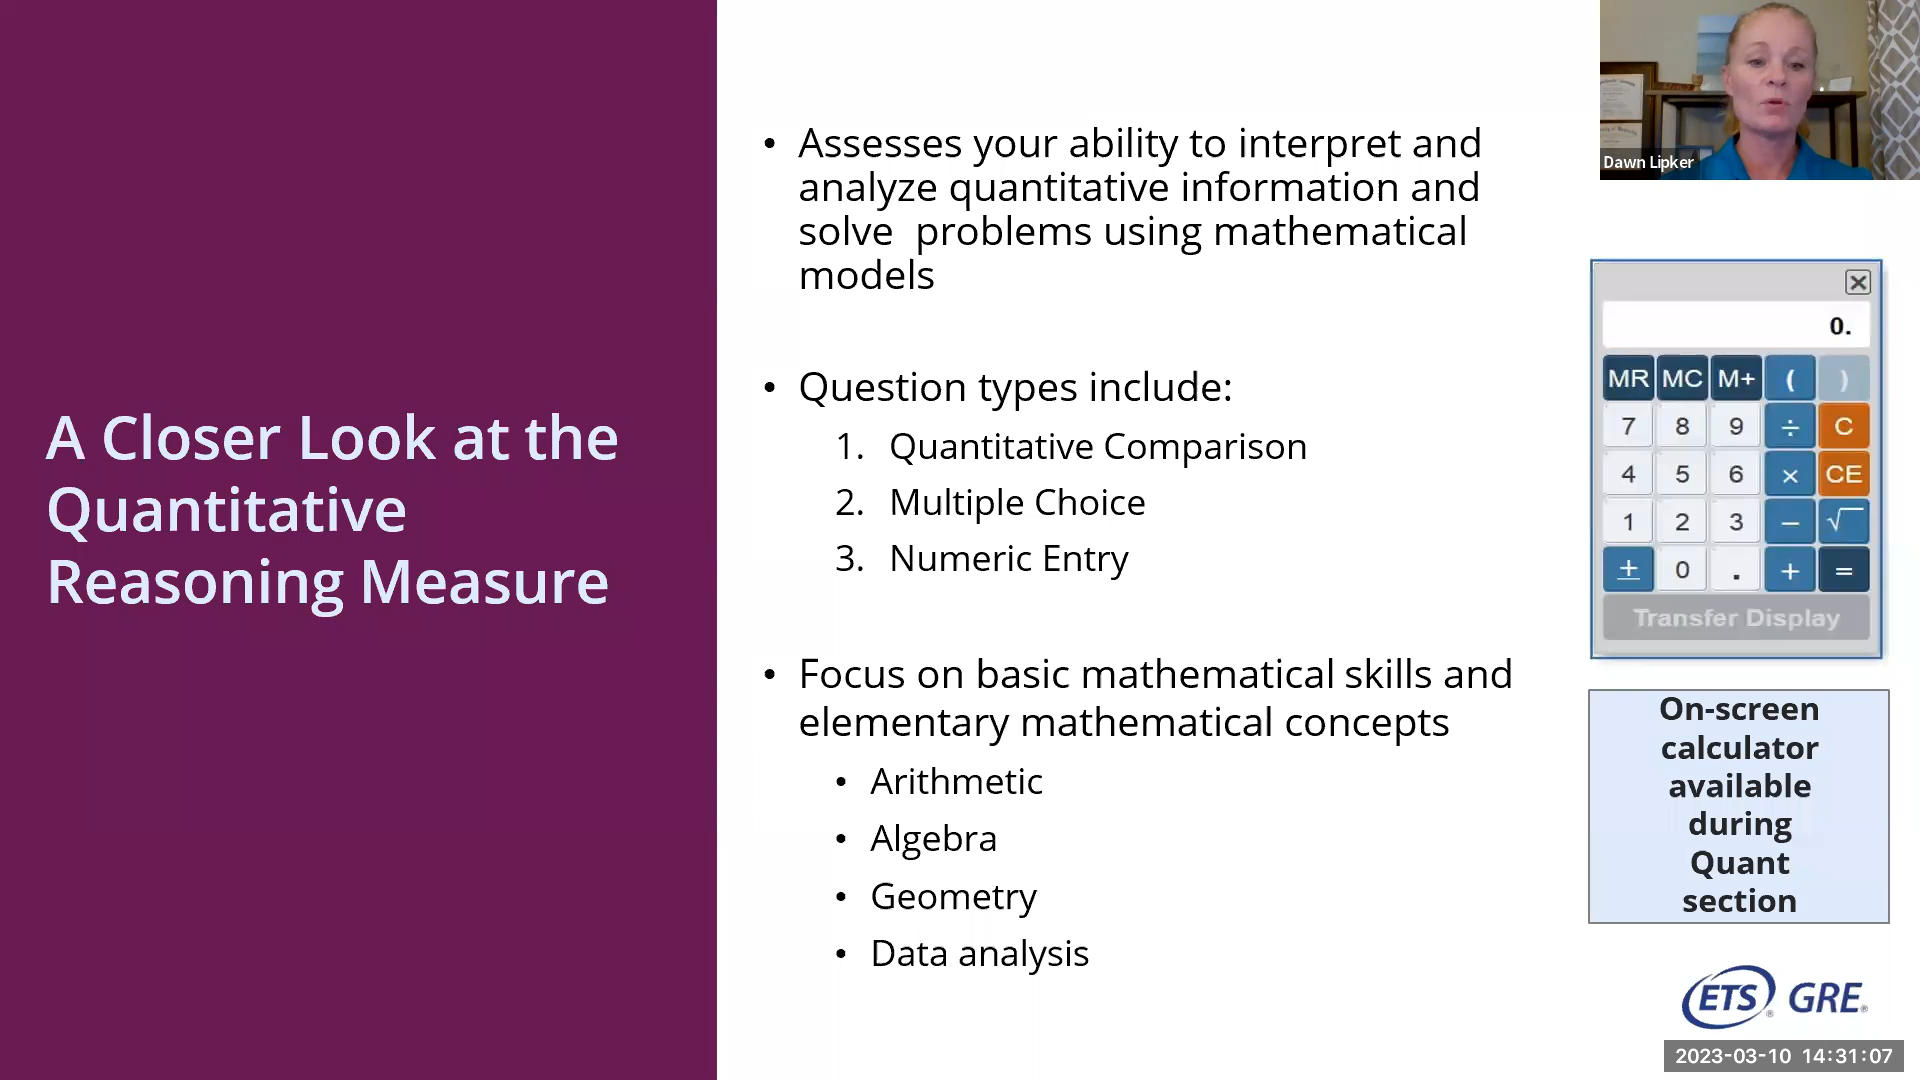 A Closer Look at the
Quantitative
Reasoning Measure
• Assesses your ability to interpret and
analyze quantitative information and
solve  problems using mathematical
models
• Question types include:
1. Quantitative Comparison
2. Multiple Choice
3. Numeric Entry
• Focus on basic mathematical skills and
elementary mathematical concepts
• Arithmetic
• Algebra
• Geometry
• Data analysis
Dawn Lipker
0.
MR MC M+ ( )
7 8 9 ÷ C
4 5 6 × CE
1 2 3 − √
± 0 . + =
Transfer Display
On-screen
calculator
available
during
Quant
section
ETS® GRE®
2023-03-10 14:31:07